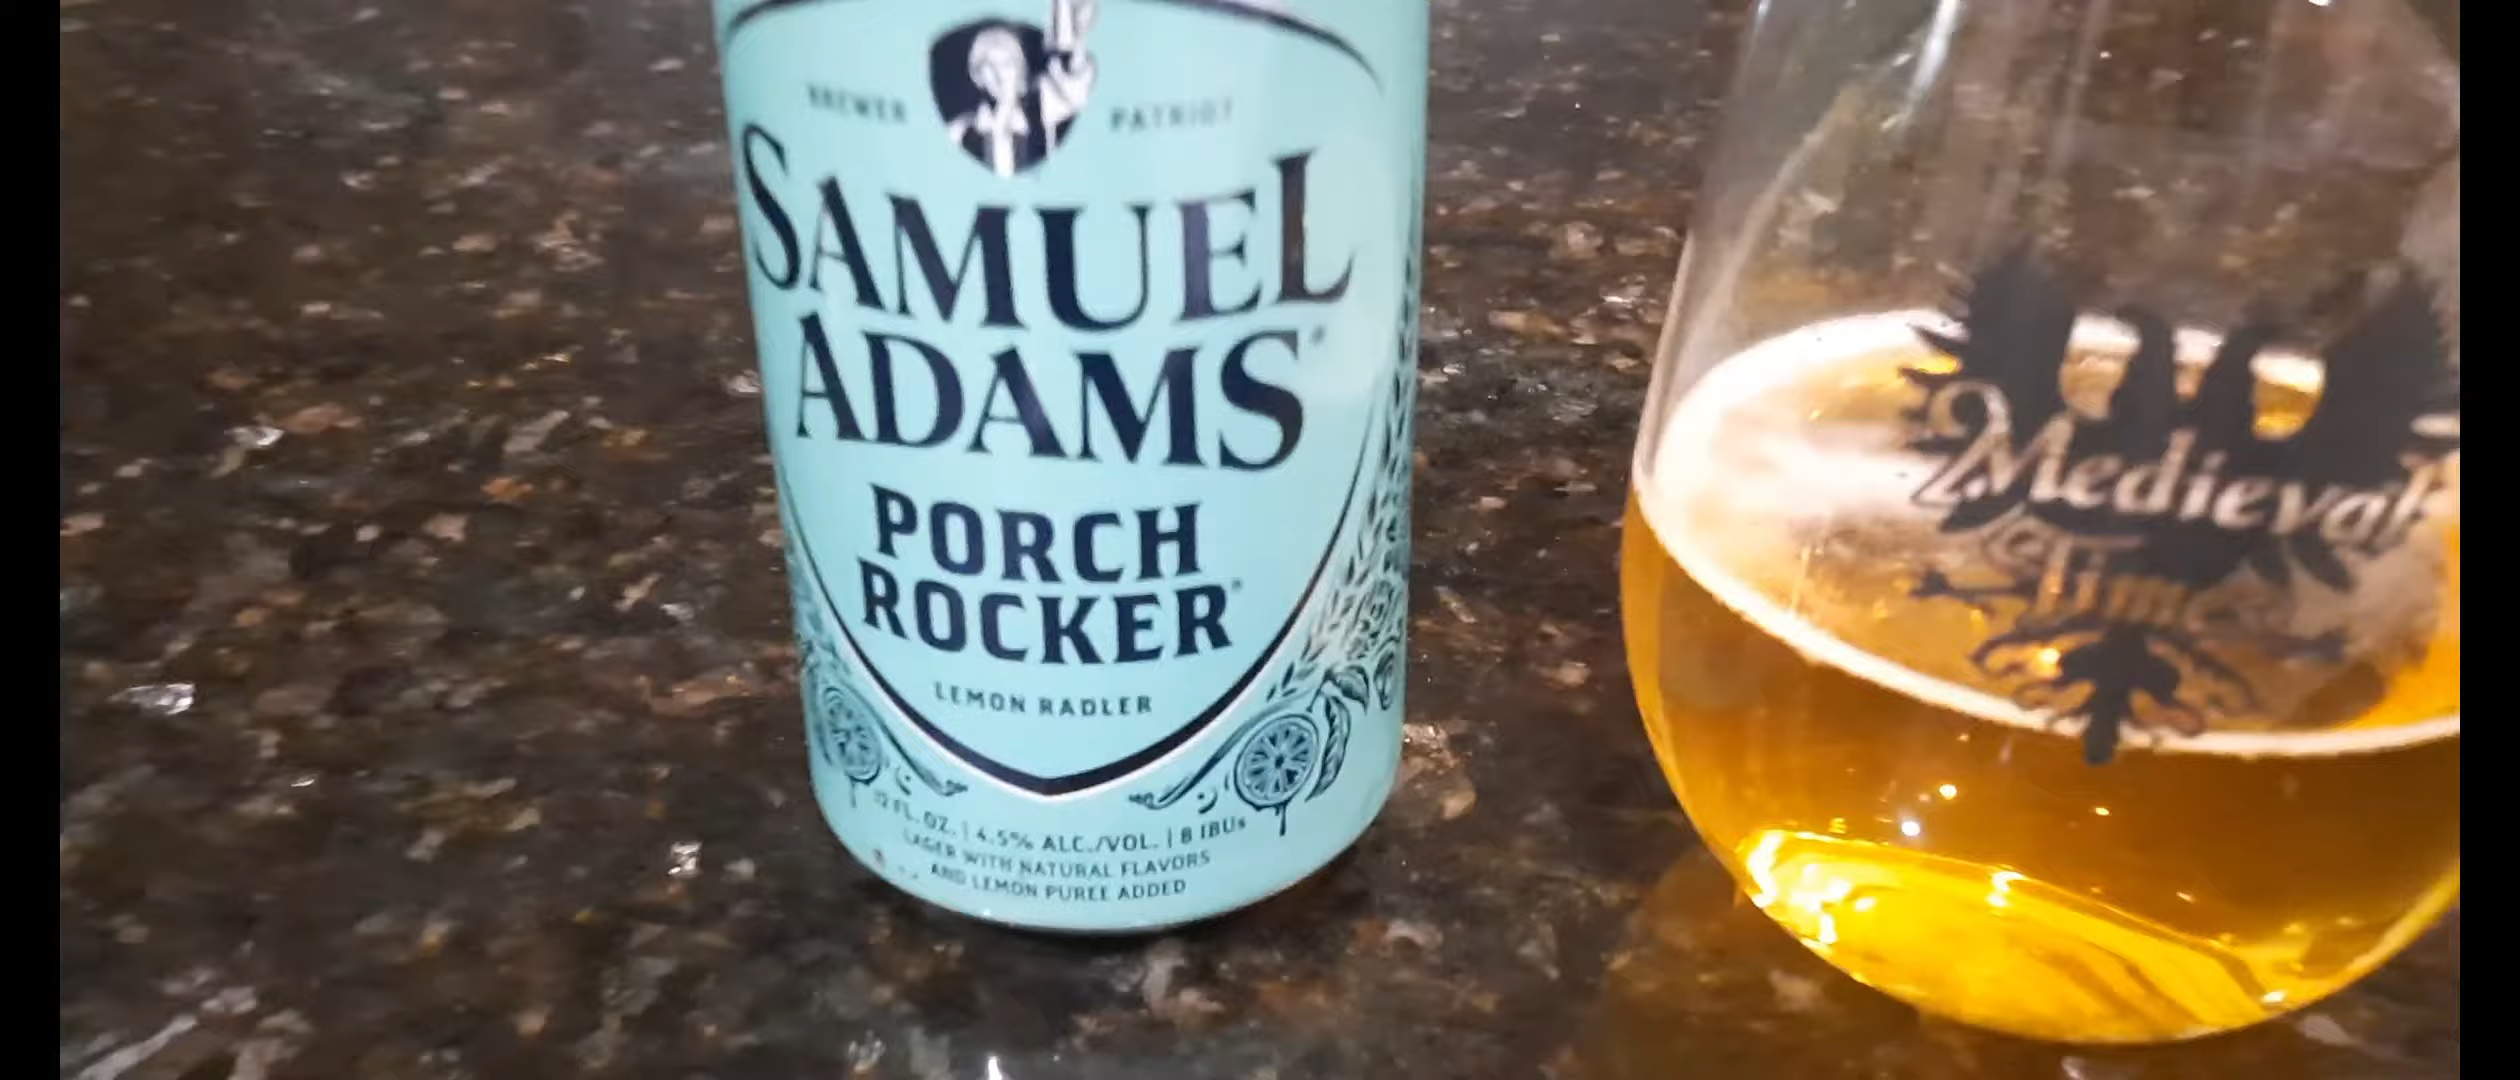 BREWER PATRIOT
SAMUEL
ADAMS®
PORCH
ROCKER®
LEMON RADLER
12 FL. OZ. | 4.5% ALC./VOL. | 8 IBUs
LAGER WITH NATURAL FLAVORS
AND LEMON PUREE ADDED
Medieval
Times